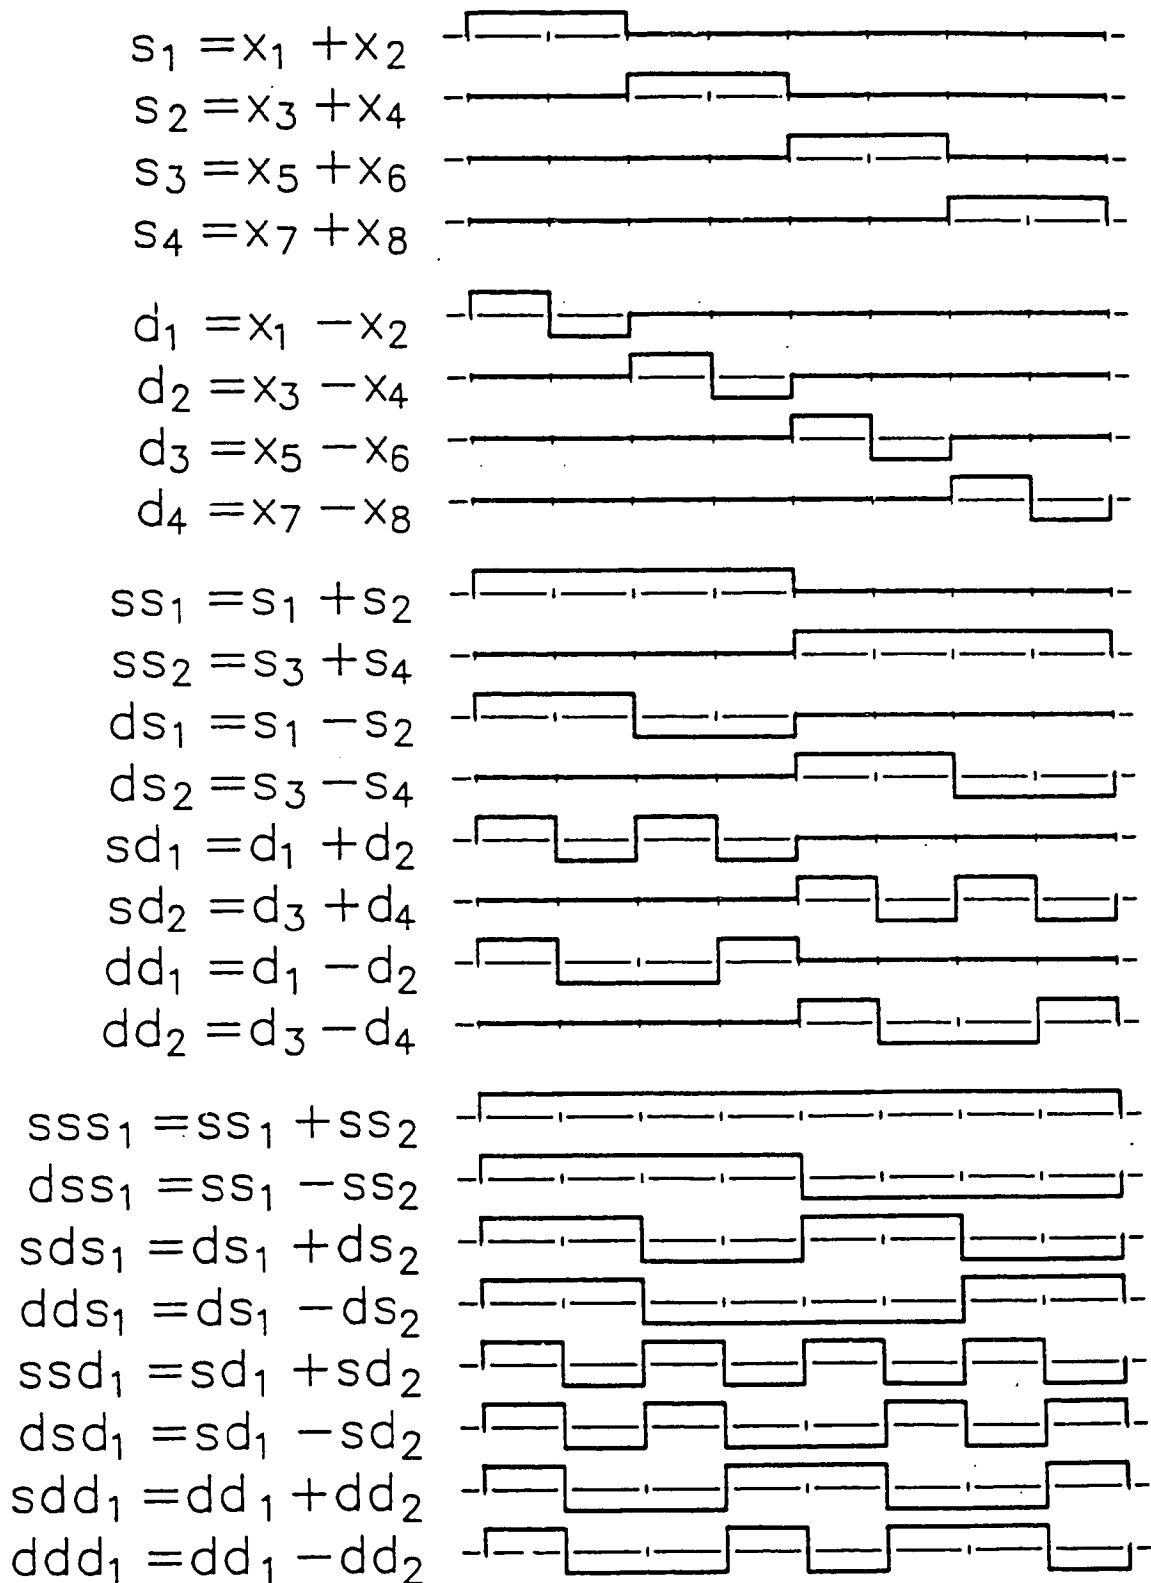 s₁ = x₁ + x₂
s₂ = x₃ + x₄
s₃ = x₅ + x₆
s₄ = x₇ + x₈
d₁ = x₁ − x₂
d₂ = x₃ − x₄
d₃ = x₅ − x₆
d₄ = x₇ − x₈
ss₁ = s₁ + s₂
ss₂ = s₃ + s₄
ds₁ = s₁ − s₂
ds₂ = s₃ − s₄
sd₁ = d₁ + d₂
sd₂ = d₃ + d₄
dd₁ = d₁ − d₂
dd₂ = d₃ − d₄
sss₁ = ss₁ + ss₂
dss₁ = ss₁ − ss₂
sds₁ = ds₁ + ds₂
dds₁ = ds₁ − ds₂
ssd₁ = sd₁ + sd₂
dsd₁ = sd₁ − sd₂
sdd₁ = dd₁ + dd₂
ddd₁ = dd₁ − dd₂